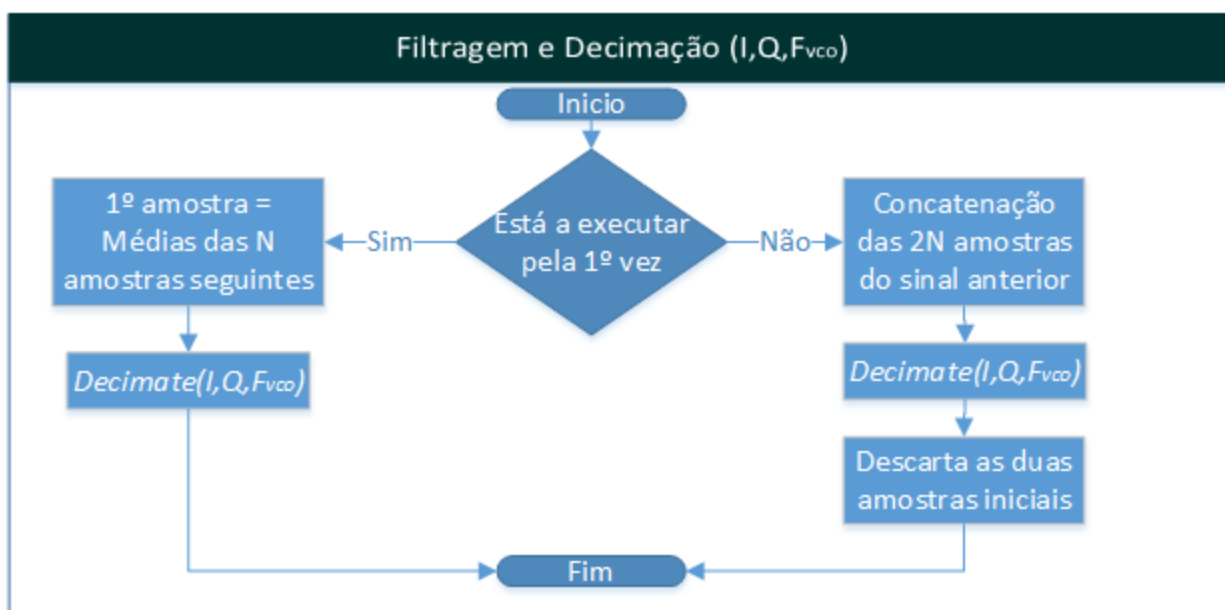 Filtragem e Decimação (I,Q,Fvco)
Inicio
Está a executar
pela 1º vez
Sim
Não
1º amostra =
Médias das N
amostras seguintes
Decimate(I,Q,Fvco)
Concatenação
das 2N amostras
do sinal anterior
Decimate(I,Q,Fvco)
Descarta as duas
amostras iniciais
Fim